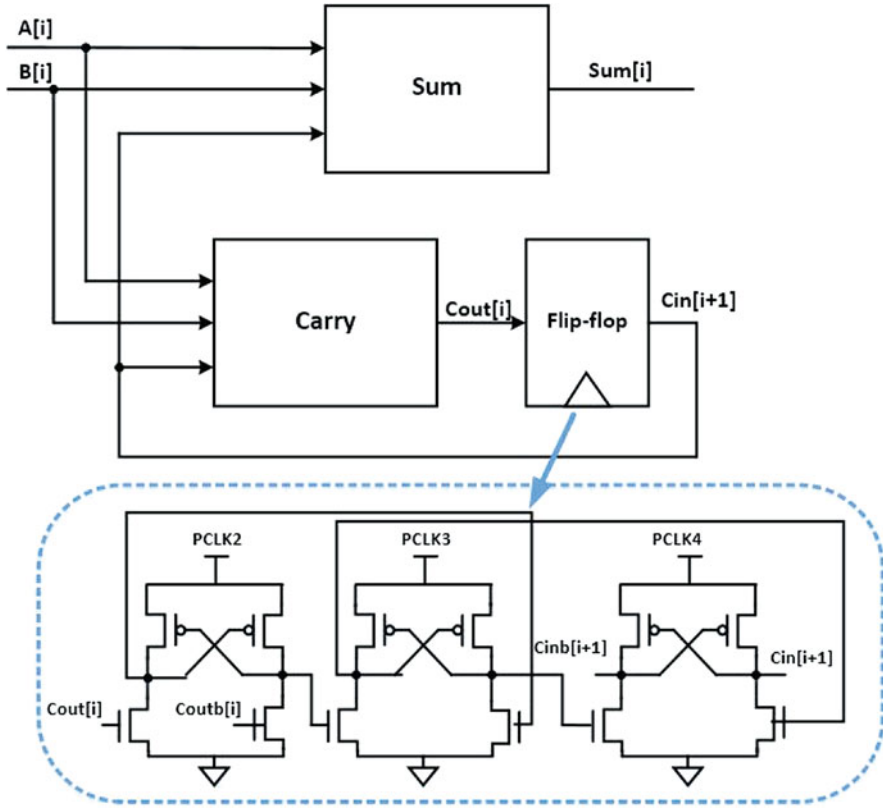 A[i]
B[i]
Sum
Sum[i]
Carry
Cout[i]
Flip-flop
Cin[i+1]
PCLK2
PCLK3
PCLK4
Cinb[i+1]
Cin[i+1]
Cout[i]
Coutb[i]